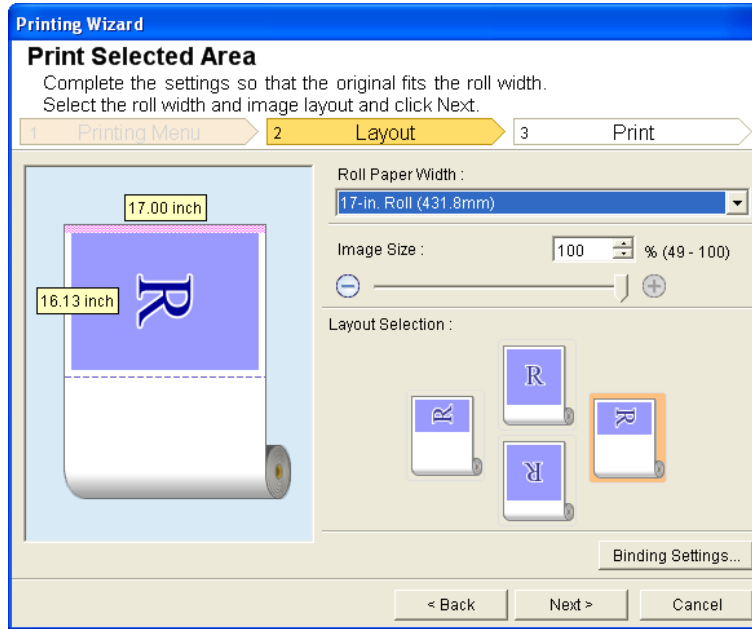 Printing Wizard
Print Selected Area
Complete the settings so that the original fits the roll width.
Select the roll width and image layout and click Next.
1 Printing Menu 2 Layout 3 Print
Roll Paper Width :
17-in. Roll (431.8mm)
17.00 inch
Image Size : 100 % (49 - 100)
16.13 inch
R
Layout Selection :
R
R
R
R
Binding Settings...
< Back Next > Cancel